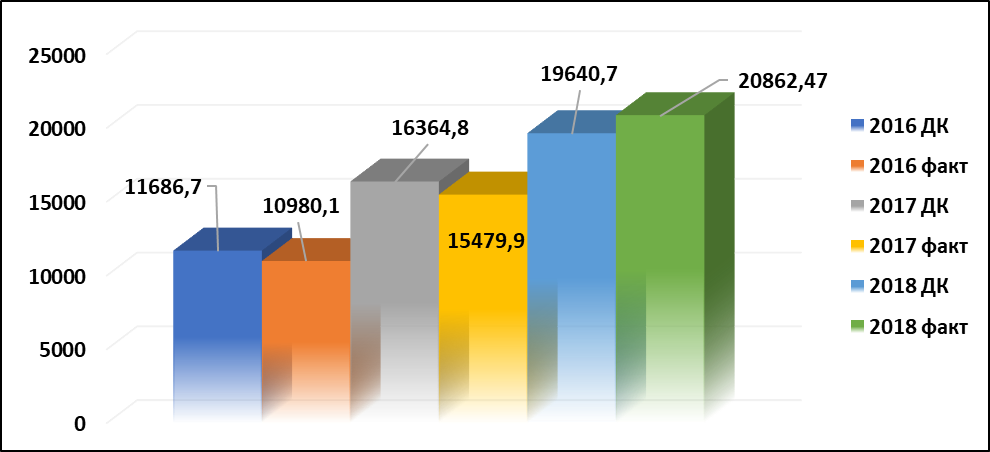 25000
20000
15000
10000
5000
0
11686,7
10980,1
16364,8
15479,9
19640,7
20862,47
2016 ДК
2016 факт
2017 ДК
2017 факт
2018 ДК
2018 факт